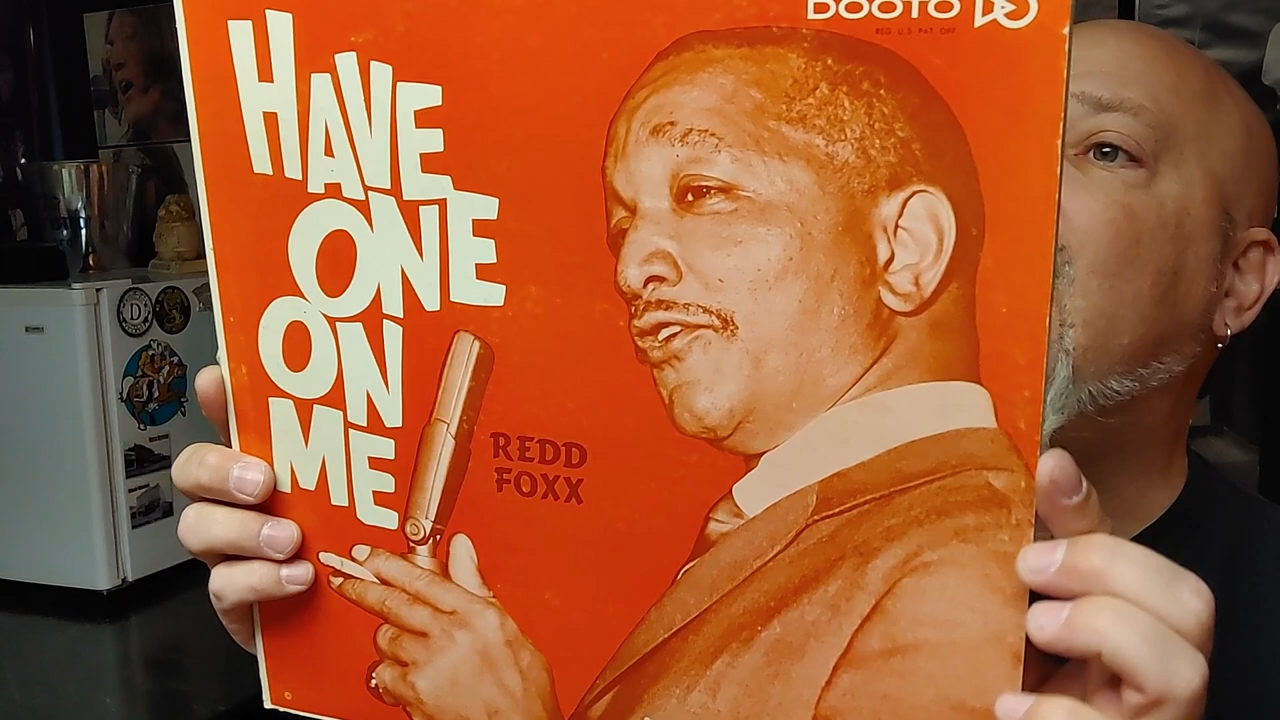 DOOTO
REG. U.S. PAT. OFF.
HAVE
ONE
ON
ME
REDD
FOXX
D